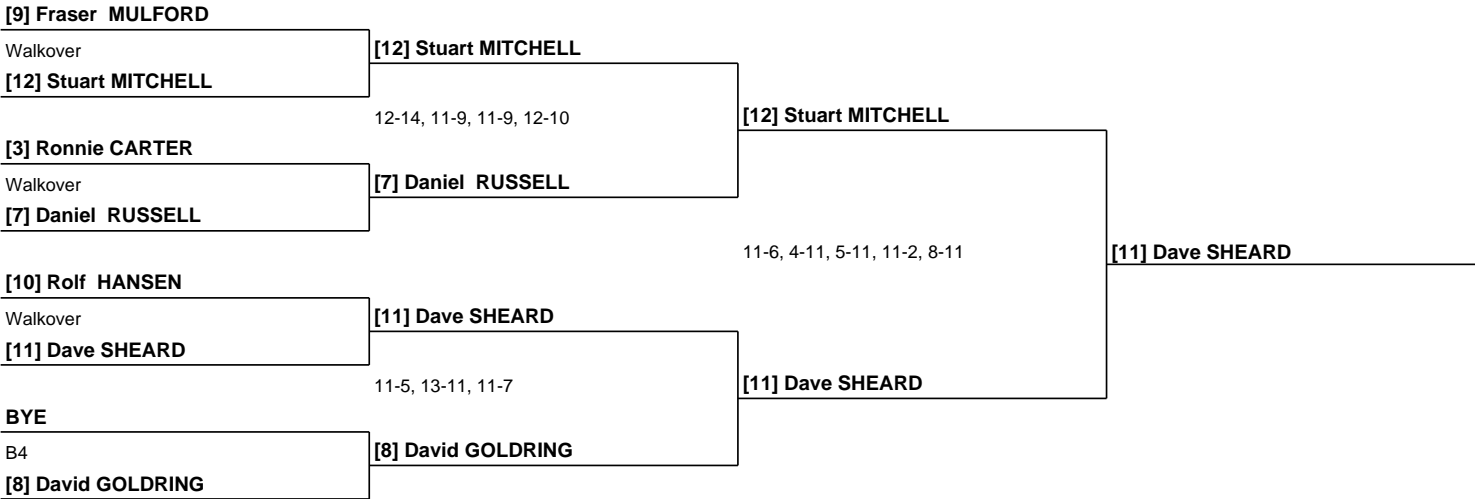 [9] Fraser  MULFORD
Walkover
[12] Stuart MITCHELL
[12] Stuart MITCHELL
12-14, 11-9, 11-9, 12-10
[12] Stuart MITCHELL
[3] Ronnie CARTER
Walkover
[7] Daniel  RUSSELL
[7] Daniel  RUSSELL
11-6, 4-11, 5-11, 11-2, 8-11
[11] Dave SHEARD
[10] Rolf  HANSEN
Walkover
[11] Dave SHEARD
[11] Dave SHEARD
11-5, 13-11, 11-7
[11] Dave SHEARD
BYE
B4
[8] David GOLDRING
[8] David GOLDRING